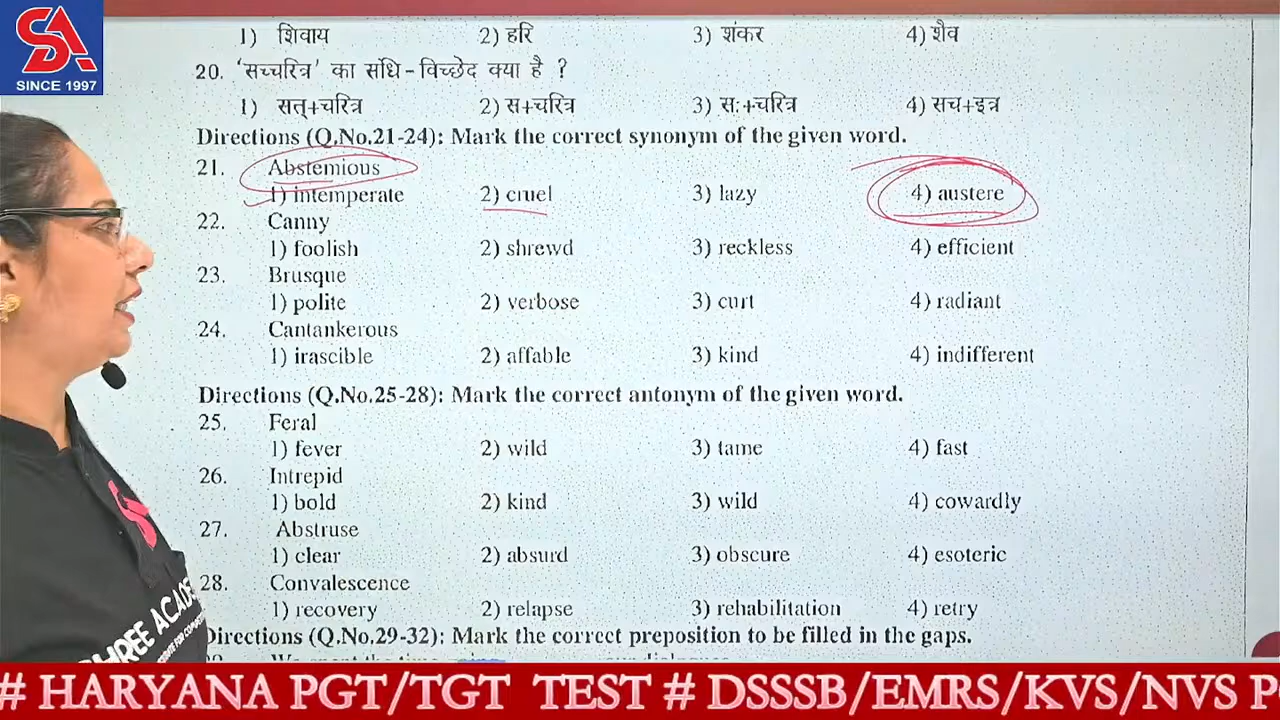 SA
SINCE 1997
1) शिवाय 2) हरि 3) शंकर 4) शैव
20. 'सच्चरित्र' का संधि-विच्छेद क्या है ?
1) सत्+चरित्र 2) स+चरित्र 3) सः+चरित्र 4) सच+इत्र
Directions (Q.No.21-24): Mark the correct synonym of the given word.
21. Abstemious
1) intemperate 2) cruel 3) lazy 4) austere
22. Canny
1) foolish 2) shrewd 3) reckless 4) efficient
23. Brusque
1) polite 2) verbose 3) curt 4) radiant
24. Cantankerous
1) irascible 2) affable 3) kind 4) indifferent
Directions (Q.No.25-28): Mark the correct antonym of the given word.
25. Feral
1) fever 2) wild 3) tame 4) fast
26. Intrepid
1) bold 2) kind 3) wild 4) cowardly
27. Abstruse
1) clear 2) absurd 3) obscure 4) esoteric
28. Convalescence
1) recovery 2) relapse 3) rehabilitation 4) retry
Directions (Q.No.29-32): Mark the correct preposition to be filled in the gaps.
HREE ACADE
# HARYANA PGT/TGT TEST # DSSSB/EMRS/KVS/NVS P